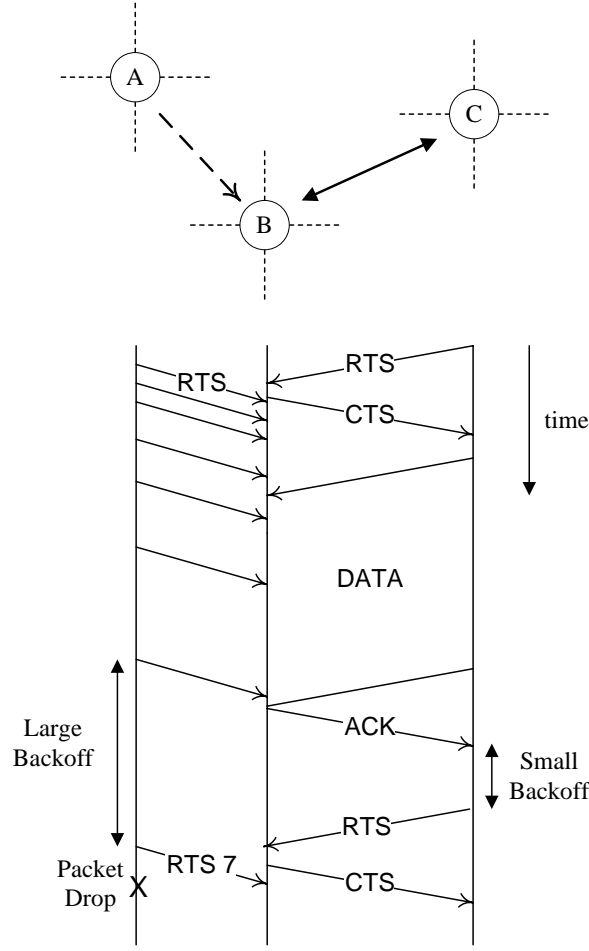 A
C
B
RTS
RTS
CTS
time
DATA
Large
Backoff
ACK
Small
Backoff
RTS
RTS 7
Packet
Drop
X
CTS